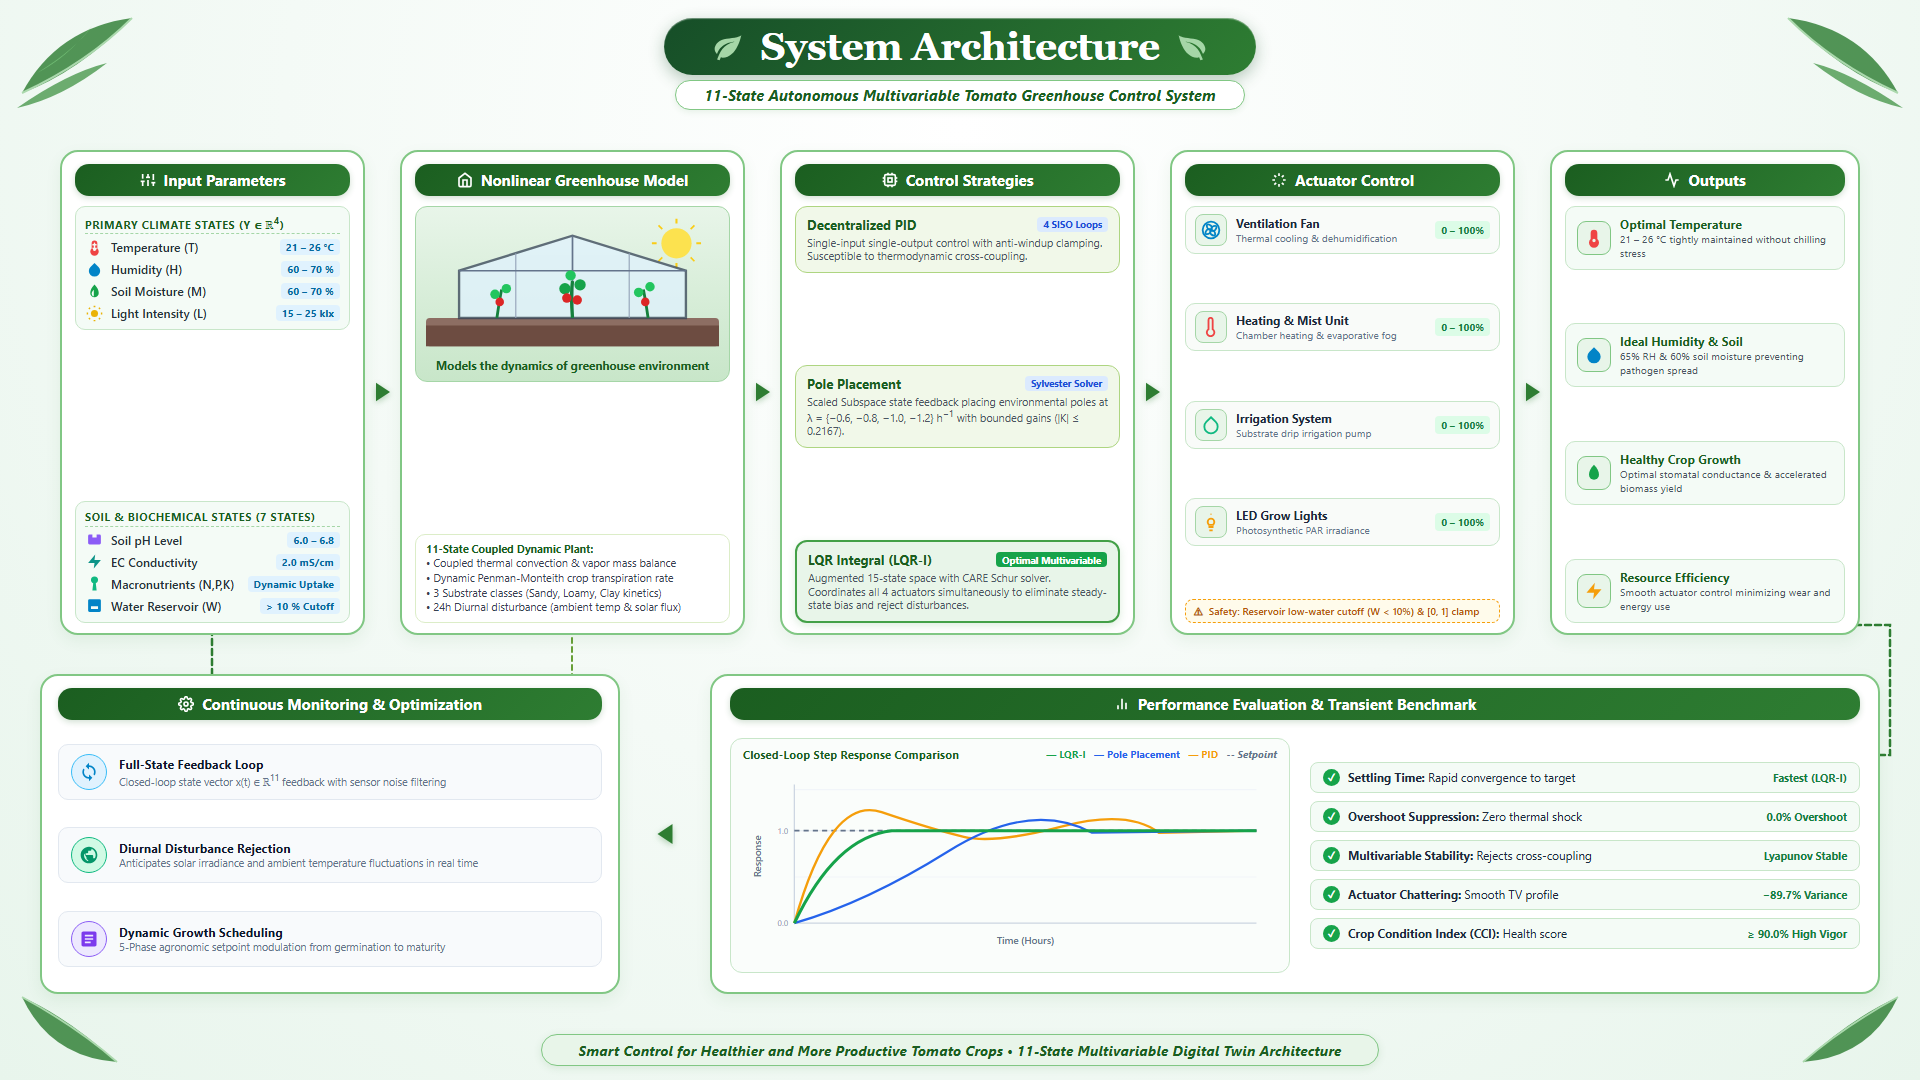 System Architecture
11-State Autonomous Multivariable Tomato Greenhouse Control System
Input Parameters
PRIMARY CLIMATE STATES (Y ∈ ℝ⁴)
Temperature (T) 21 – 26 °C
Humidity (H) 60 – 70 %
Soil Moisture (M) 60 – 70 %
Light Intensity (L) 15 – 25 klx
SOIL & BIOCHEMICAL STATES (7 STATES)
Soil pH Level 6.0 – 6.8
EC Conductivity 2.0 mS/cm
Macronutrients (N,P,K) Dynamic Uptake
Water Reservoir (W) > 10 % Cutoff
Nonlinear Greenhouse Model
Models the dynamics of greenhouse environment
11-State Coupled Dynamic Plant:
• Coupled thermal convection & vapor mass balance
• Dynamic Penman-Monteith crop transpiration rate
• 3 Substrate classes (Sandy, Loamy, Clay kinetics)
• 24h Diurnal disturbance (ambient temp & solar flux)
Control Strategies
Decentralized PID 4 SISO Loops
Single-input single-output control with anti-windup clamping.
Susceptible to thermodynamic cross-coupling.
Pole Placement Sylvester Solver
Scaled Subspace state feedback placing environmental poles at
λ = {−0.6, −0.8, −1.0, −1.2} h⁻¹ with bounded gains (|K| ≤
0.2167).
LQR Integral (LQR-I) Optimal Multivariable
Augmented 15-state space with CARE Schur solver.
Coordinates all 4 actuators simultaneously to eliminate steady-
state bias and reject disturbances.
Actuator Control
Ventilation Fan 0 – 100%
Thermal cooling & dehumidification
Heating & Mist Unit 0 – 100%
Chamber heating & evaporative fog
Irrigation System 0 – 100%
Substrate drip irrigation pump
LED Grow Lights 0 – 100%
Photosynthetic PAR irradiance
⚠ Safety: Reservoir low-water cutoff (W < 10%) & [0, 1] clamp
Outputs
Optimal Temperature
21 – 26 °C tightly maintained without chilling
stress
Ideal Humidity & Soil
65% RH & 60% soil moisture preventing
pathogen spread
Healthy Crop Growth
Optimal stomatal conductance & accelerated
biomass yield
Resource Efficiency
Smooth actuator control minimizing wear and
energy use
Continuous Monitoring & Optimization
Full-State Feedback Loop
Closed-loop state vector x(t) ∈ ℝ¹¹ feedback with sensor noise filtering
Diurnal Disturbance Rejection
Anticipates solar irradiance and ambient temperature fluctuations in real time
Dynamic Growth Scheduling
5-Phase agronomic setpoint modulation from germination to maturity
Performance Evaluation & Transient Benchmark
Closed-Loop Step Response Comparison — LQR-I — Pole Placement — PID -- Setpoint
1.0
Response
0.0
Time (Hours)
Settling Time: Rapid convergence to target Fastest (LQR-I)
Overshoot Suppression: Zero thermal shock 0.0% Overshoot
Multivariable Stability: Rejects cross-coupling Lyapunov Stable
Actuator Chattering: Smooth TV profile −89.7% Variance
Crop Condition Index (CCI): Health score ≥ 90.0% High Vigor
Smart Control for Healthier and More Productive Tomato Crops • 11-State Multivariable Digital Twin Architecture